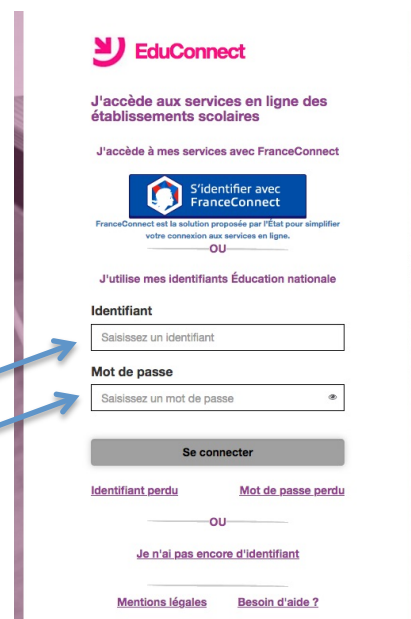 EduConnect
J'accède aux services en ligne des
établissements scolaires
J'accède à mes services avec FranceConnect
S'identifier avec
FranceConnect
FranceConnect est la solution proposée par l'État pour simplifier
votre connexion aux services en ligne.
OU
J'utilise mes identifiants Éducation nationale
Identifiant
Saisissez un identifiant
Mot de passe
Saisissez un mot de passe
Se connecter
Identifiant perdu Mot de passe perdu
OU
Je n'ai pas encore d'identifiant
Mentions légales Besoin d'aide ?